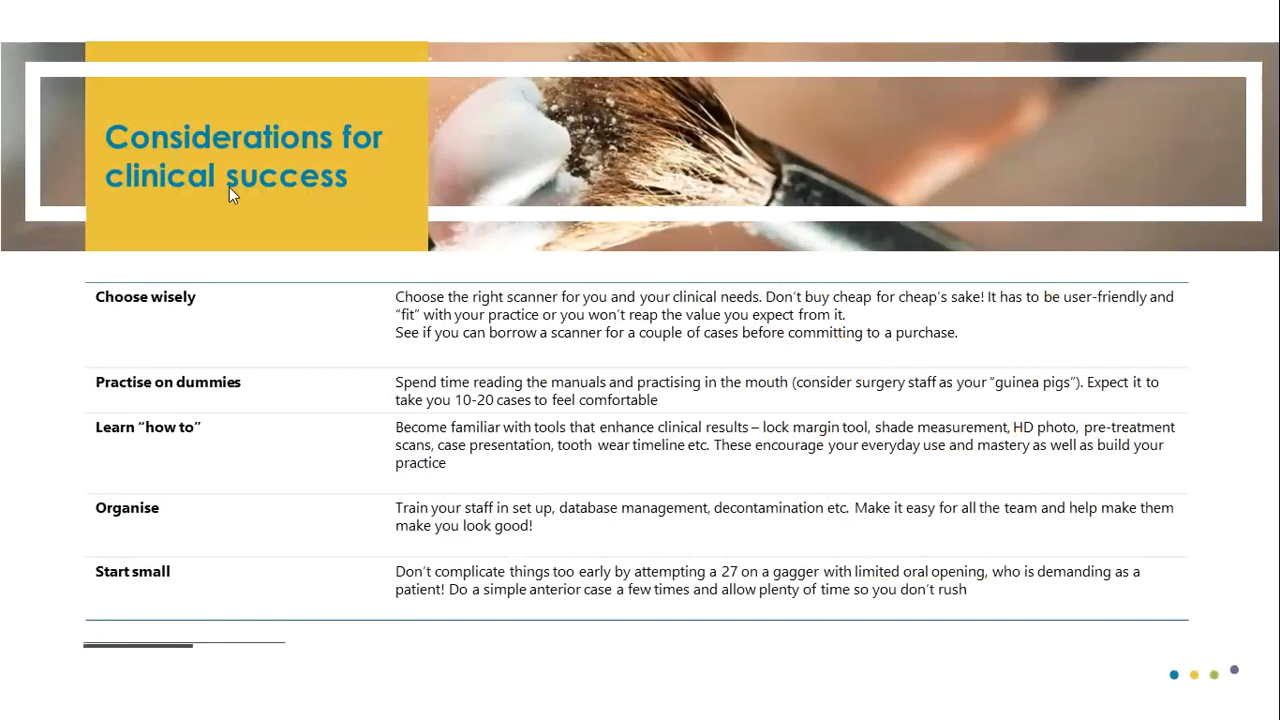 Considerations for
clinical success
Choose wisely
Choose the right scanner for you and your clinical needs. Don't buy cheap for cheap's sake! It has to be user-friendly and
“fit” with your practice or you won't reap the value you expect from it.
See if you can borrow a scanner for a couple of cases before committing to a purchase.
Practise on dummies
Spend time reading the manuals and practising in the mouth (consider surgery staff as your “guinea pigs”). Expect it to
take you 10-20 cases to feel comfortable
Learn “how to”
Become familiar with tools that enhance clinical results – lock margin tool, shade measurement, HD photo, pre-treatment
scans, case presentation, tooth wear timeline etc. These encourage your everyday use and mastery as well as build your
practice
Organise
Train your staff in set up, database management, decontamination etc. Make it easy for all the team and help make them
make you look good!
Start small
Don't complicate things too early by attempting a 27 on a gagger with limited oral opening, who is demanding as a
patient! Do a simple anterior case a few times and allow plenty of time so you don't rush